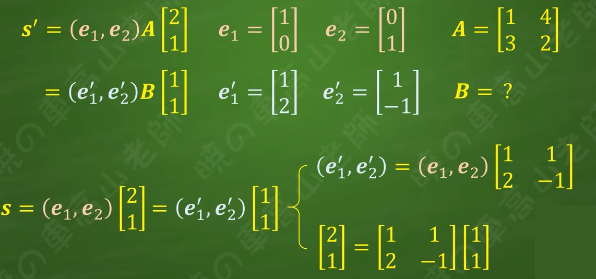 s′ = (e₁, e₂)A[2 1] e₁ = [1 0] e₂ = [0 1] A = [1 4 3 2]
= (e′₁, e′₂)B[1 1] e′₁ = [1 2] e′₂ = [1 −1] B = ?
(e′₁, e′₂) = (e₁, e₂)[1 1 2 −1]
s = (e₁, e₂)[2 1] = (e′₁, e′₂)[1 1]
[2 1] = [1 1 2 −1][1 1]